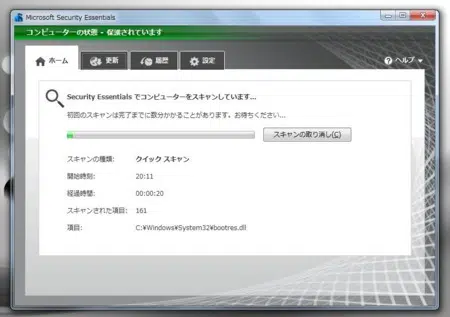 Microsoft Security Essentials
コンピューターの状態 - 保護されています
ホーム 更新 履歴 設定 ヘルプ
Security Essentials でコンピューターをスキャンしています...
初回のスキャンは完了までに数分かかることがあります。お待ちください...
スキャンの取り消し(C)
スキャンの種類: クイック スキャン
開始時刻: 20:11
経過時間: 00:00:20
スキャンされた項目: 161
項目: C:¥Windows¥System32¥bootres.dll